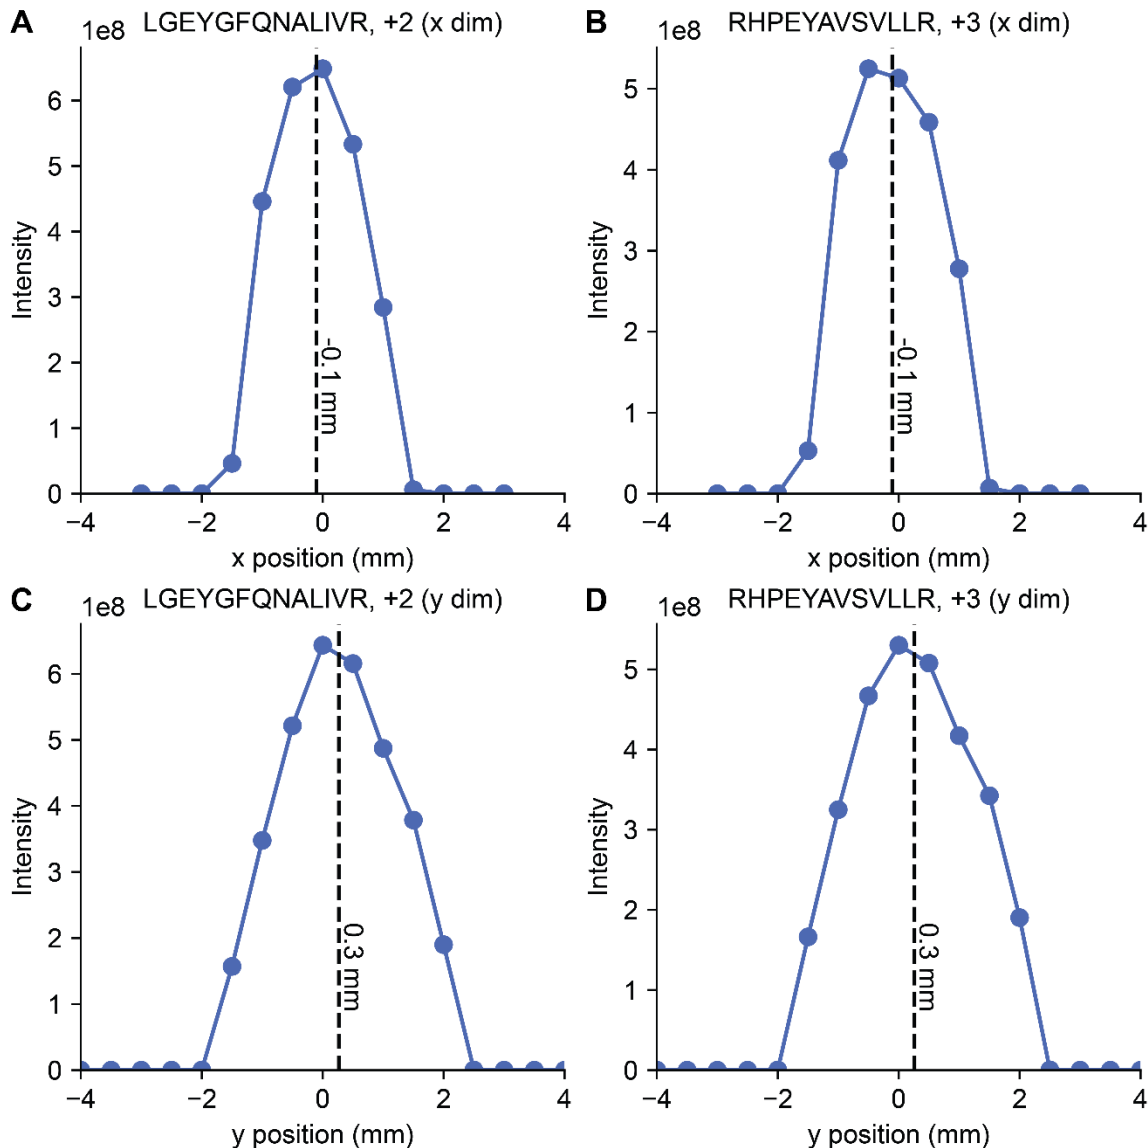 A
LGEYGFQNALIVR, +2 (x dim)
1e8
6
5
4
3
2
1
0
Intensity
-0.1 mm
−4
−2
0
2
4
x position (mm)
B
RHPEYAVSVLLR, +3 (x dim)
1e8
5
4
3
2
1
0
Intensity
-0.1 mm
−4
−2
0
2
4
x position (mm)
C
LGEYGFQNALIVR, +2 (y dim)
1e8
6
5
4
3
2
1
0
Intensity
0.3 mm
−4
−2
0
2
4
y position (mm)
D
RHPEYAVSVLLR, +3 (y dim)
1e8
5
4
3
2
1
0
Intensity
0.3 mm
−4
−2
0
2
4
y position (mm)